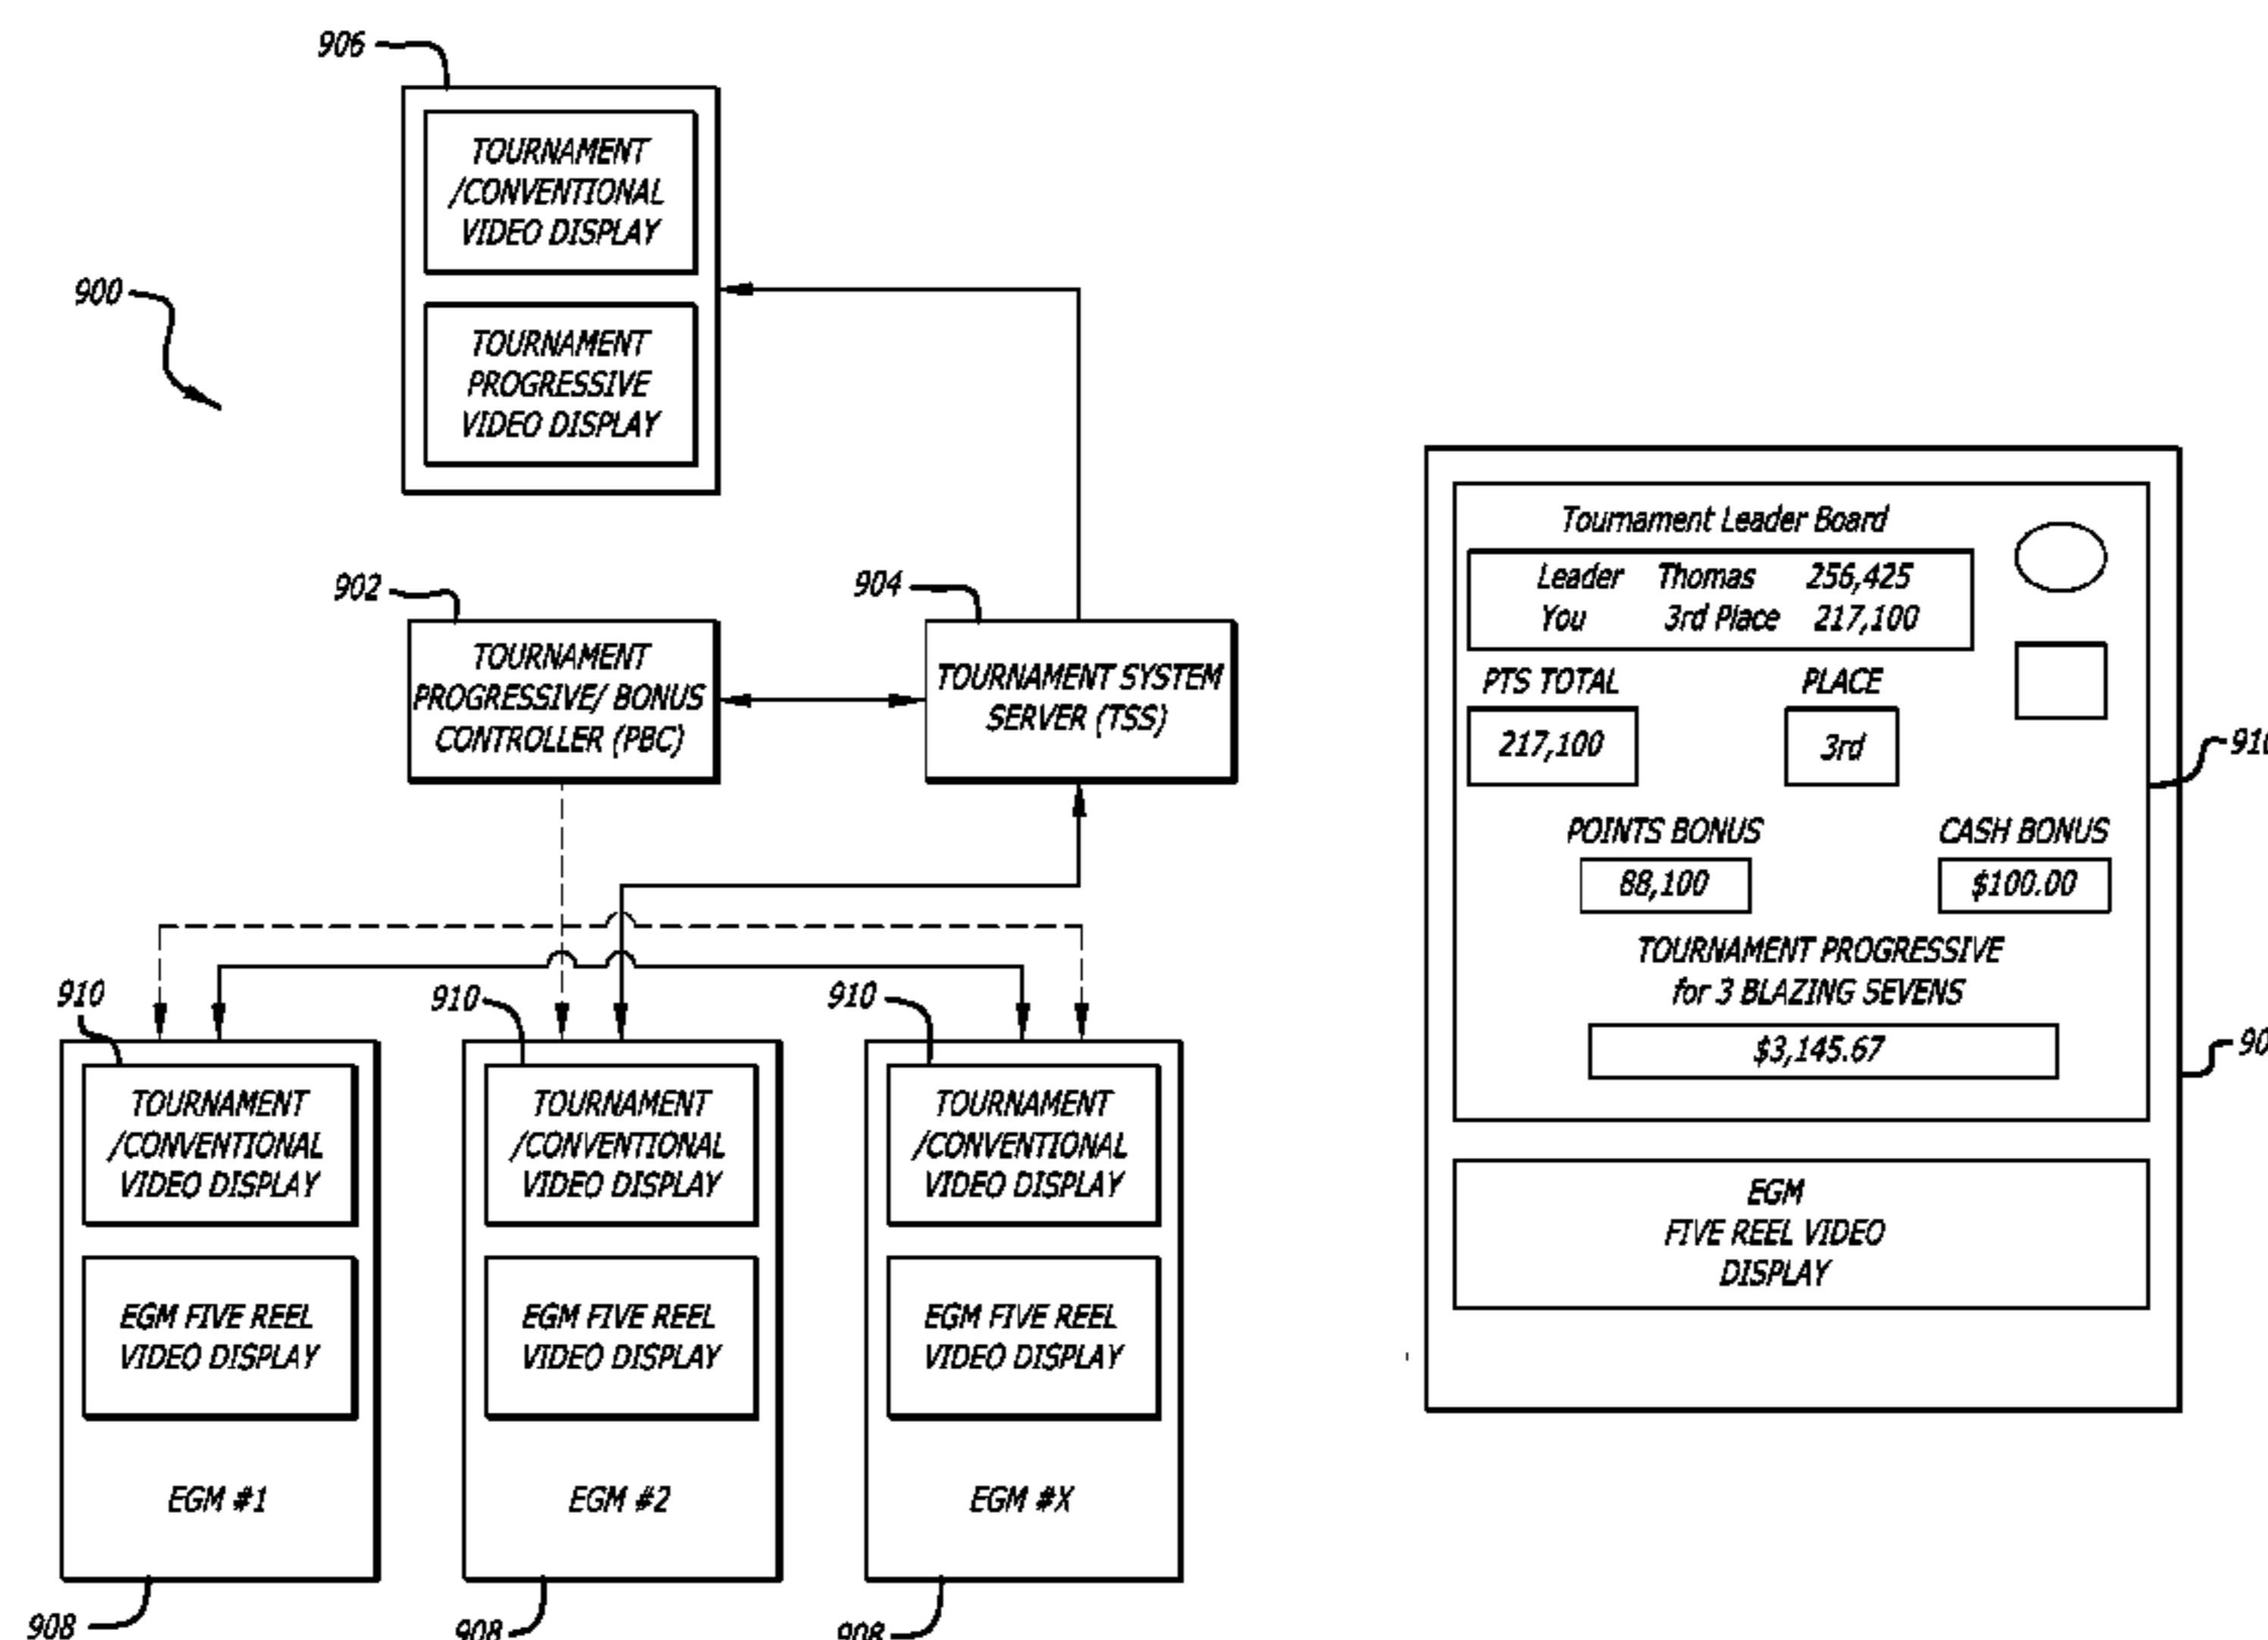 906
TOURNAMENT
/CONVENTIONAL
VIDEO DISPLAY
900
TOURNAMENT
PROGRESSIVE
VIDEO DISPLAY
902
904
TOURNAMENT
PROGRESSIVE/ BONUS
CONTROLLER (PBC)
TOURNAMENT SYSTEM
SERVER (TSS)
910
910
910
TOURNAMENT
/CONVENTIONAL
VIDEO DISPLAY
EGM FIVE REEL
VIDEO DISPLAY
EGM #1
908
TOURNAMENT
/CONVENTIONAL
VIDEO DISPLAY
EGM FIVE REEL
VIDEO DISPLAY
EGM #2
908
TOURNAMENT
/CONVENTIONAL
VIDEO DISPLAY
EGM FIVE REEL
VIDEO DISPLAY
EGM #X
908
Tournament Leader Board
Leader Thomas 256,425
You 3rd Place 217,100
PTS TOTAL PLACE
217,100 3rd
910
POINTS BONUS CASH BONUS
88,100 $100.00
TOURNAMENT PROGRESSIVE
for 3 BLAZING SEVENS
$3,145.67
EGM
FIVE REEL VIDEO
DISPLAY